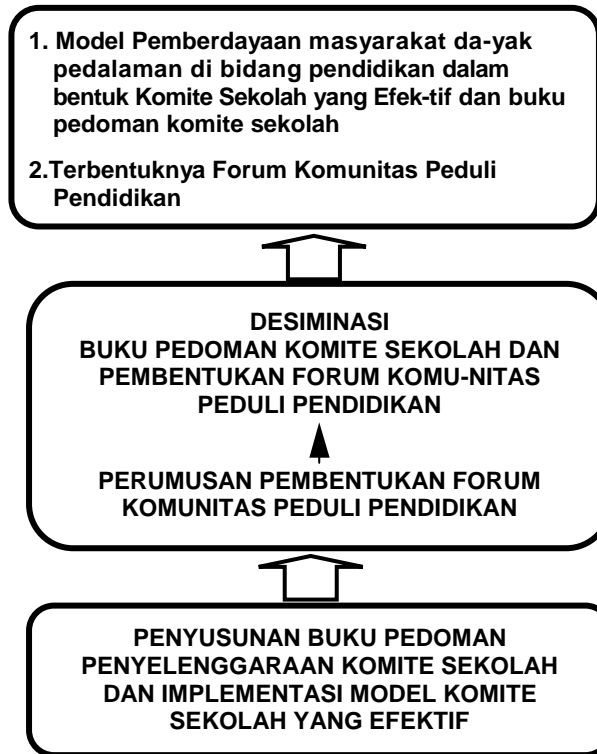 1. Model Pemberdayaan masyarakat da-yak
pedalaman di bidang pendidikan dalam
bentuk Komite Sekolah yang Efek-tif dan buku
pedoman komite sekolah
2.Terbentuknya Forum Komunitas Peduli
Pendidikan
DESIMINASI
BUKU PEDOMAN KOMITE SEKOLAH DAN
PEMBENTUKAN FORUM KOMU-NITAS
PEDULI PENDIDIKAN
PERUMUSAN PEMBENTUKAN FORUM
KOMUNITAS PEDULI PENDIDIKAN
PENYUSUNAN BUKU PEDOMAN
PENYELENGGARAAN KOMITE SEKOLAH
DAN IMPLEMENTASI MODEL KOMITE
SEKOLAH YANG EFEKTIF